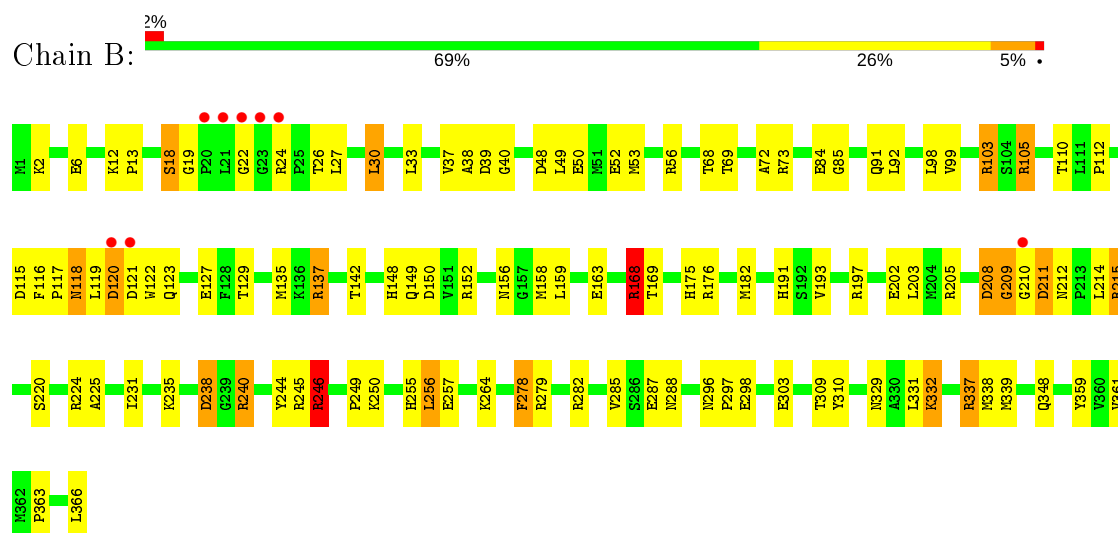 2%
Chain B:
69% 26% 5% •
M1 K2 E6 K12 P13 S18 G19 P20 L21 G22 G23 R24 P25 T26 L27 L30 L33 V37 A38 D39 G40 D48 L49 E50 M51 E52 M53 R56 T68 T69 A72 R73 E84 G85 Q91 L92 L98 V99 R103 S104 R105 T110 L111 P112
D115 F116 P117 N118 L119 D120 D121 W122 Q123 E127 F128 T129 M135 K136 R137 T142 H148 Q149 D150 V151 R152 N156 G157 M158 L159 E163 R168 T169 H175 R176 M182 H191 S192 V193 R197 E202 L203 M204 R205 D208 G209 G210 D211 N212 P213 L214 R215
S220 R224 A225 I231 K235 D238 G239 R240 Y244 R245 R246 P249 K250 H255 L256 E257 K264 F278 R279 R282 V285 S286 E287 N288 N296 P297 E298 E303 T309 Y310 N329 A330 L331 K332 R337 M338 M339 Q348 Y359 V360
M362 P363 L366